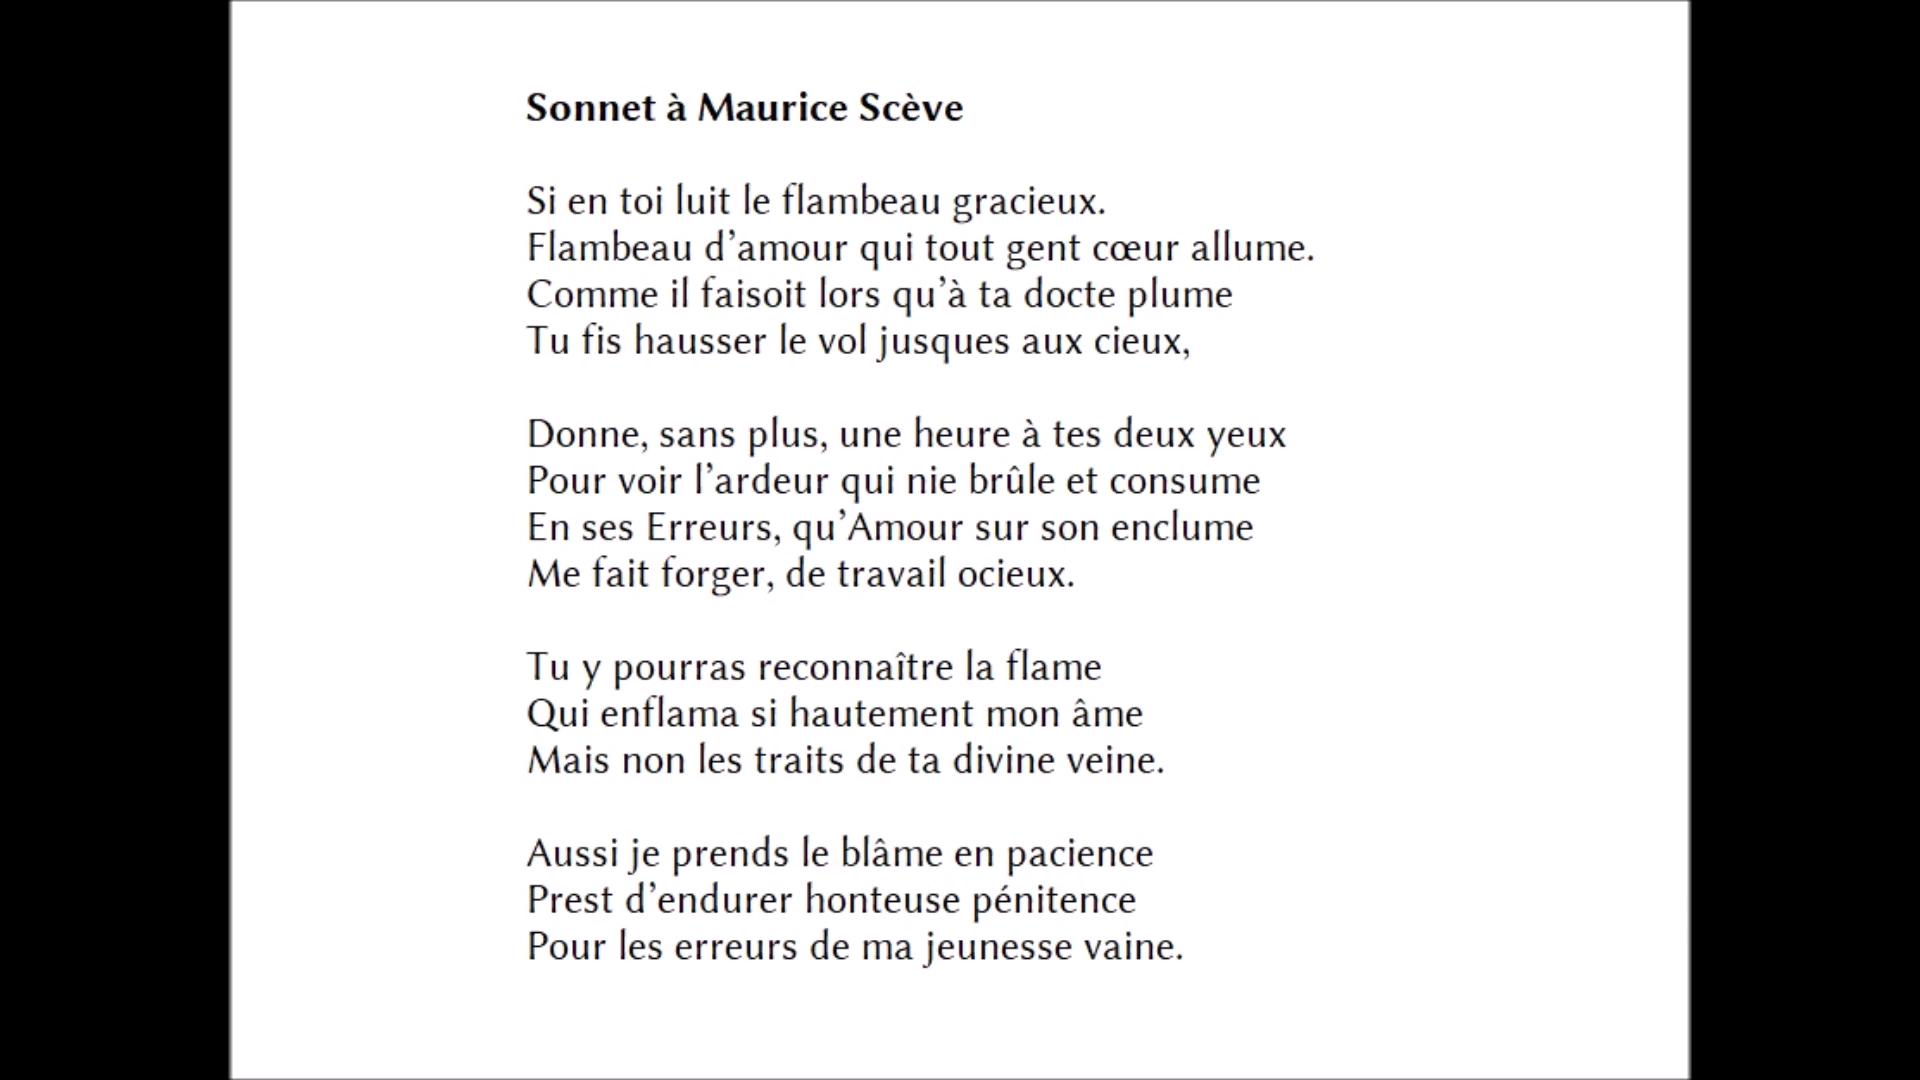 Sonnet à Maurice Scève
Si en toi luit le flambeau gracieux.
Flambeau d’amour qui tout gent cœur allume.
Comme il faisoit lors qu’à ta docte plume
Tu fis hausser le vol jusques aux cieux,
Donne, sans plus, une heure à tes deux yeux
Pour voir l’ardeur qui nie brûle et consume
En ses Erreurs, qu’Amour sur son enclume
Me fait forger, de travail ocieux.
Tu y pourras reconnaître la flame
Qui enflama si hautement mon âme
Mais non les traits de ta divine veine.
Aussi je prends le blâme en pacience
Prest d’endurer honteuse pénitence
Pour les erreurs de ma jeunesse vaine.